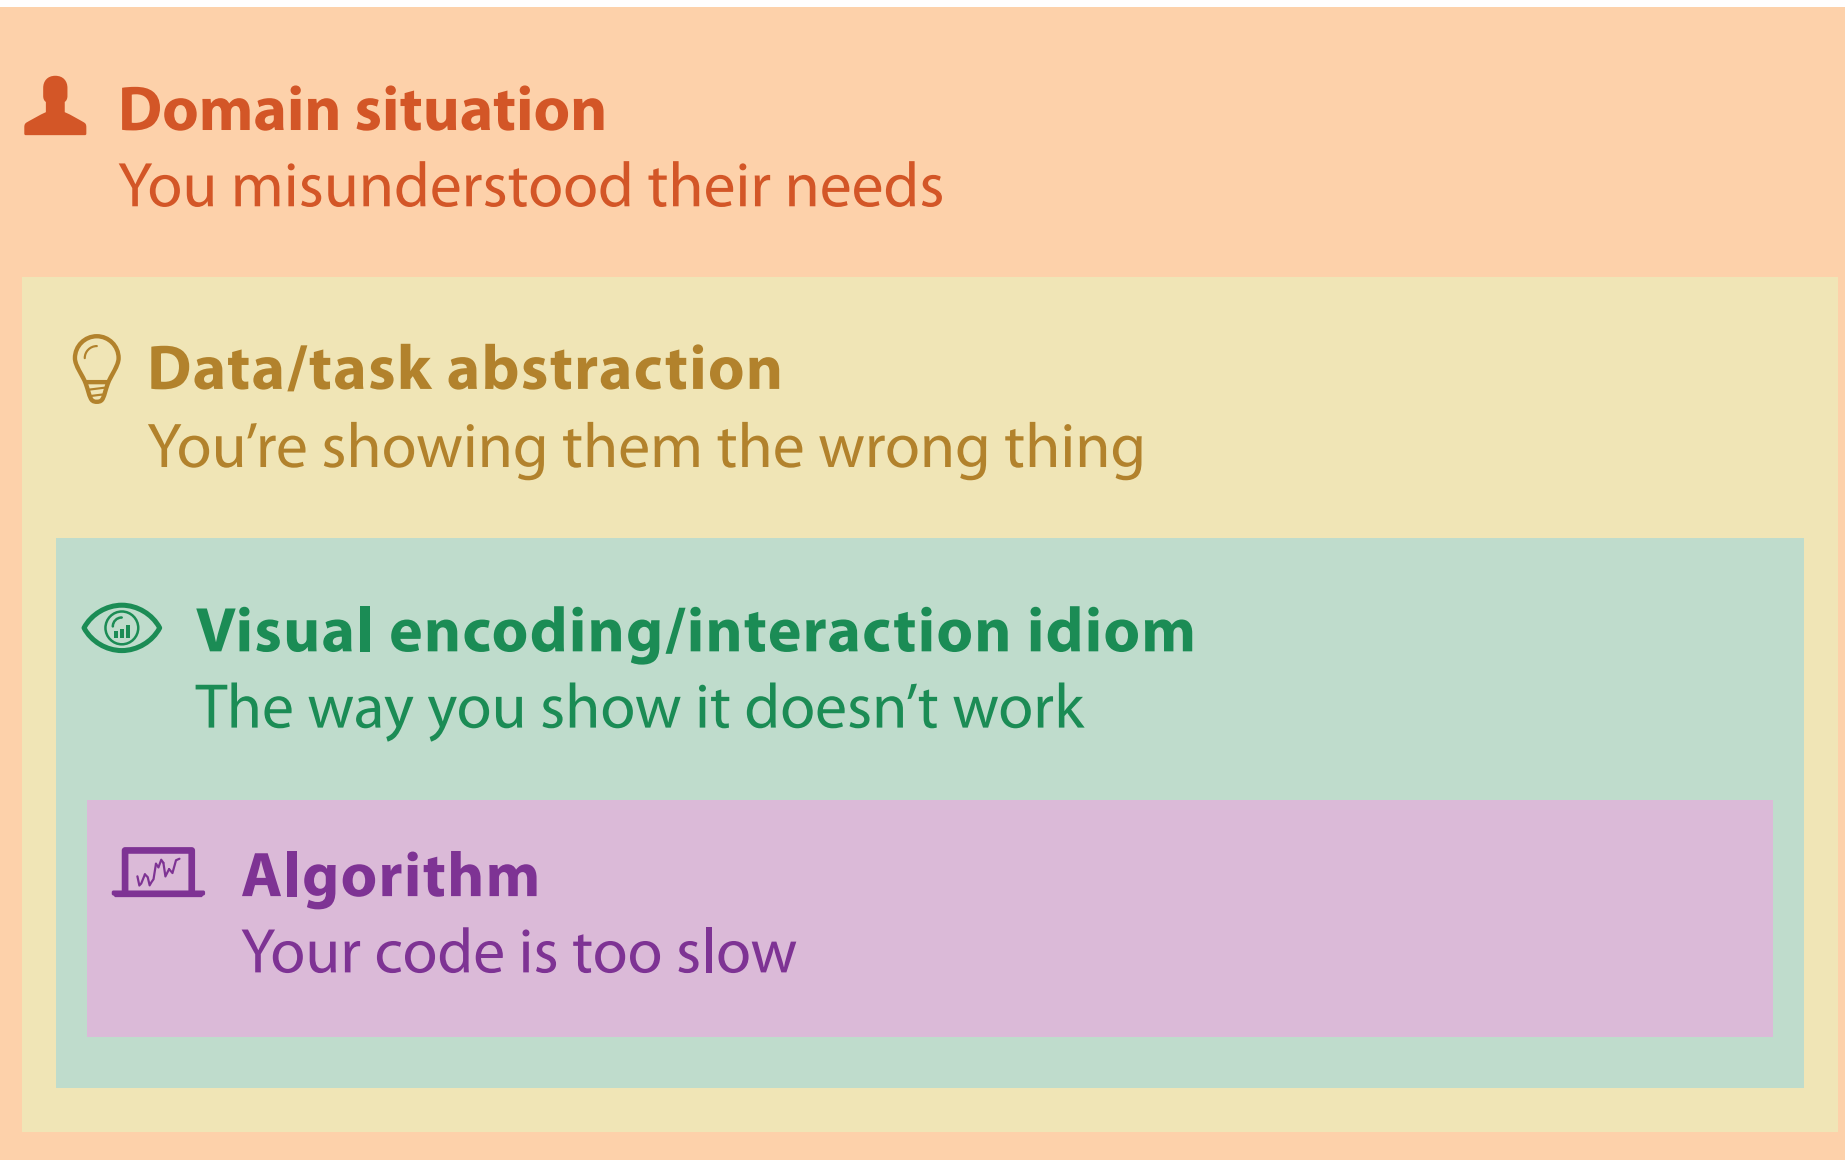 Domain situation
You misunderstood their needs
Data/task abstraction
You’re showing them the wrong thing
Visual encoding/interaction idiom
The way you show it doesn’t work
Algorithm
Your code is too slow